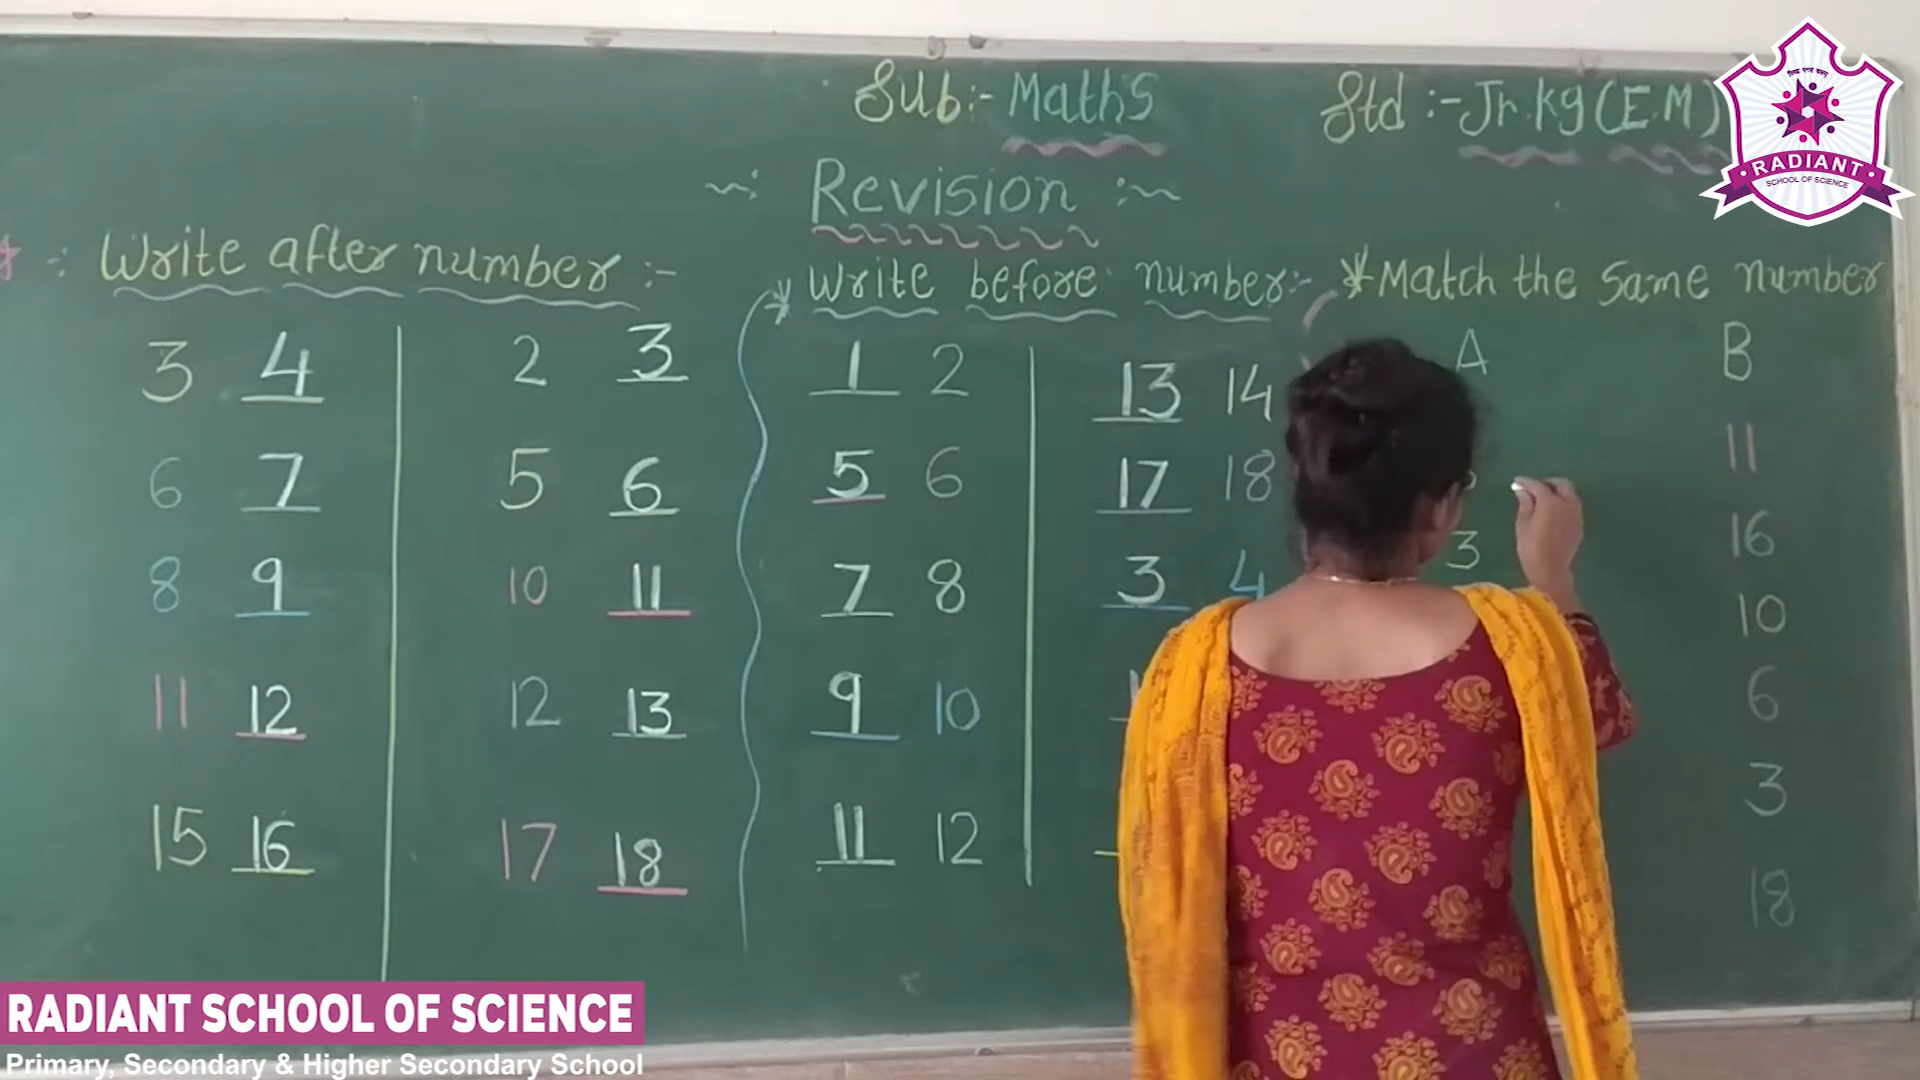 Sub:- Maths
Std :- Jr.Kg (E.M)
Revision
Write after number :-
3 4
6 7
8 9
11 12
15 16
2 3
5 6
10 11
12 13
17 18
* Write before number:-
1 2
5 6
7 8
9 10
11 12
13 14
17 18
3 4
* Match the same number
A B
11
3 16
10
6
3
18
RADIANT
SCHOOL OF SCIENCE
RADIANT SCHOOL OF SCIENCE
Primary, Secondary & Higher Secondary School